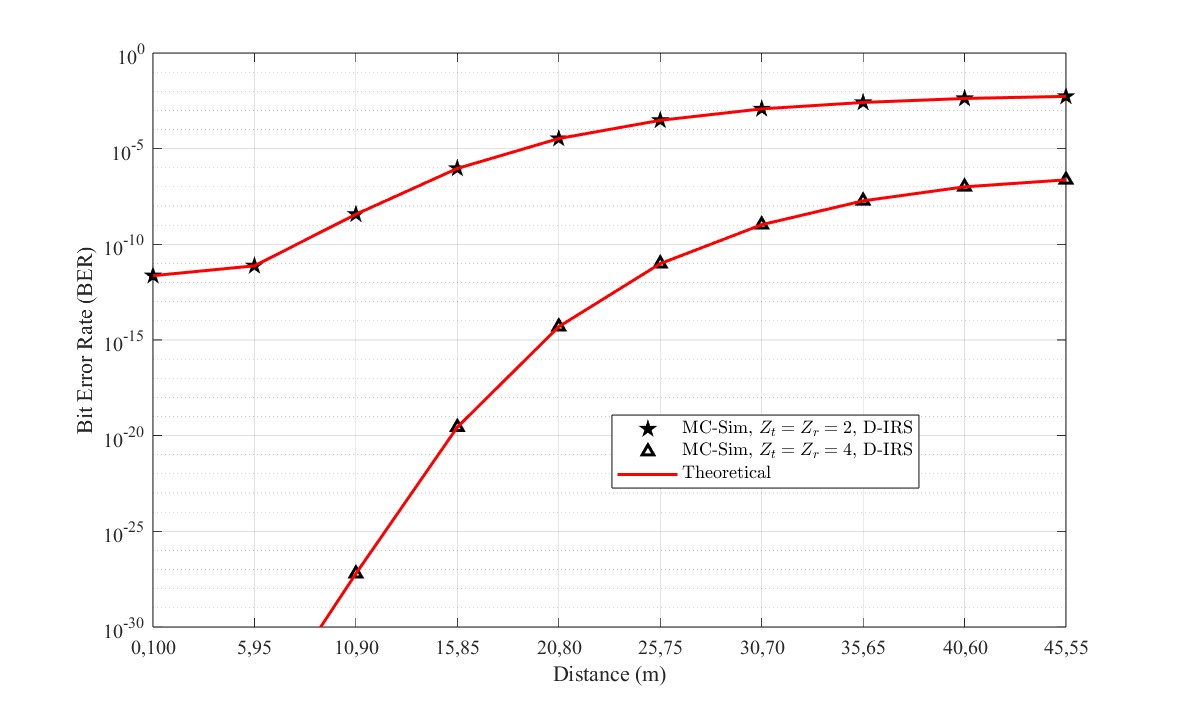 10^0
10^-5
10^-10
10^-15
10^-20
10^-25
10^-30
Bit Error Rate (BER)
MC-Sim, Z_t = Z_r = 2, D-IRS
MC-Sim, Z_t = Z_r = 4, D-IRS
Theoretical
0,100 5,95 10,90 15,85 20,80 25,75 30,70 35,65 40,60 45,55
Distance (m)